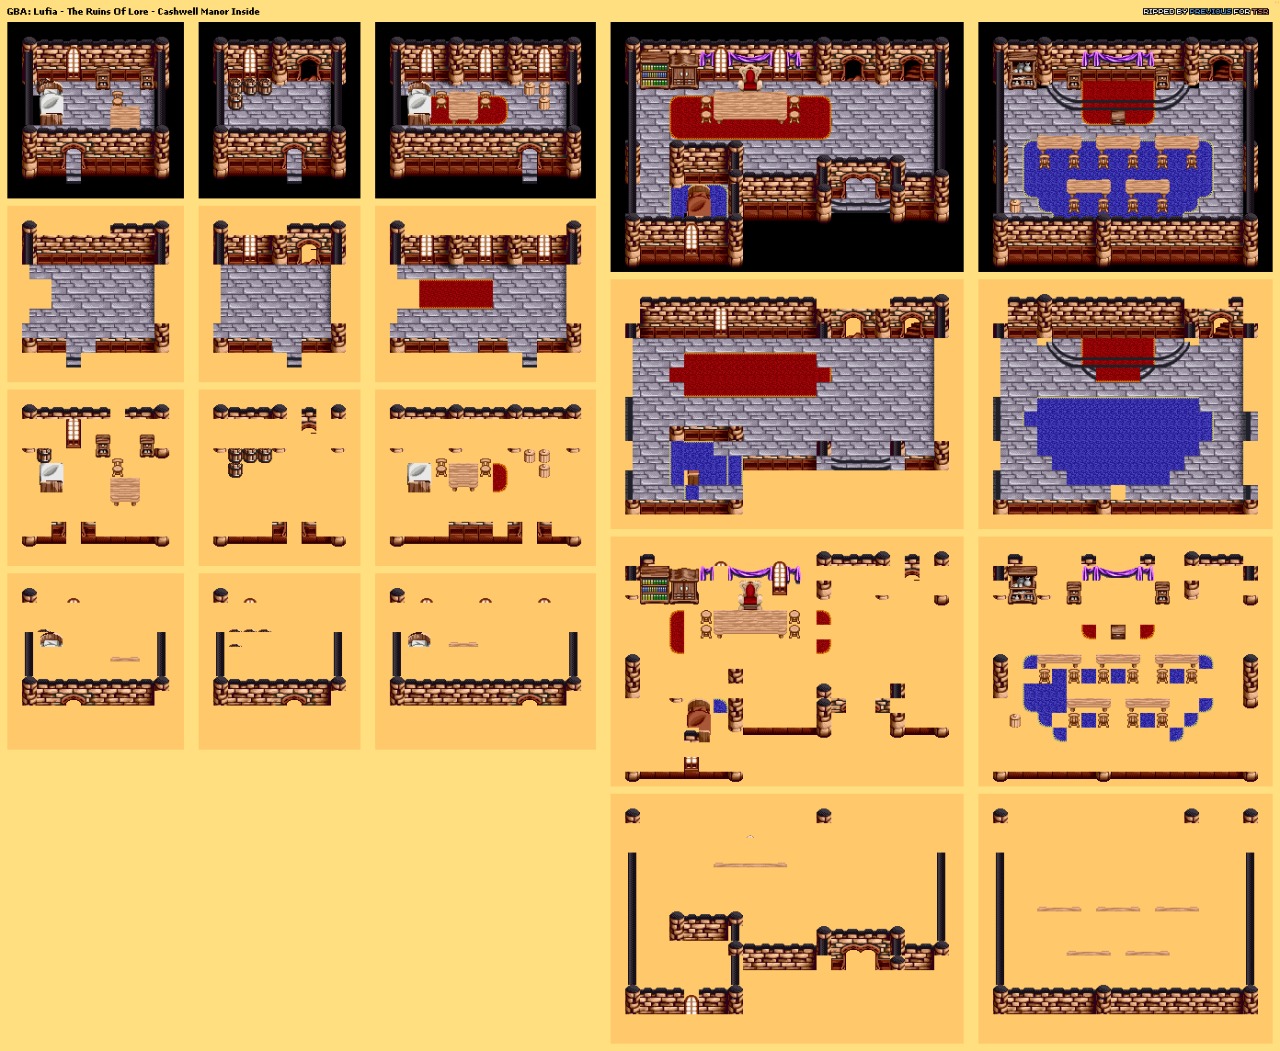 GBA: Lufia - The Ruins Of Lore - Cashwell Manor Inside
RIPPED BY PREVIOUS FOR TSR